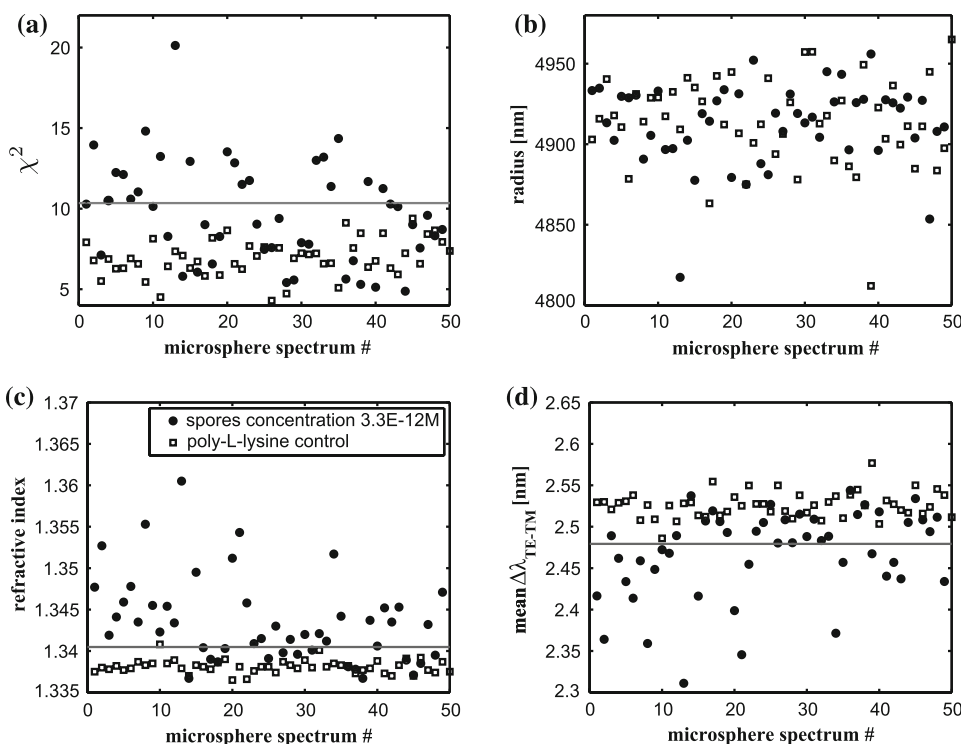 (a)
20
15
10
5
χ²
0 10 20 30 40 50
microsphere spectrum #
(b)
4950
4900
4850
4800
radius [nm]
0 10 20 30 40 50
microsphere spectrum #
(c)
1.37
1.365
1.36
1.355
1.35
1.345
1.34
1.335
refractive index
spores concentration 3.3E-12M
poly-L-lysine control
0 10 20 30 40 50
microsphere spectrum #
(d)
2.65
2.6
2.55
2.5
2.45
2.4
2.35
2.3
mean Δλ TE-TM [nm]
0 10 20 30 40 50
microsphere spectrum #